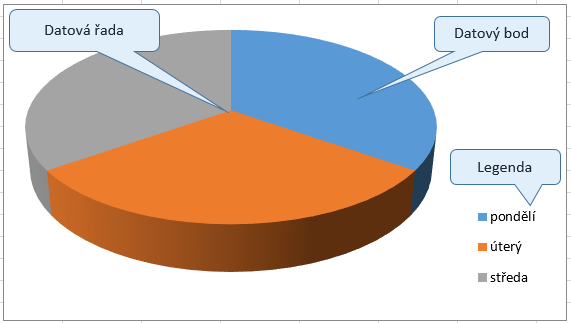 Datová řada
Datový bod
Legenda
pondělí
úterý
středa